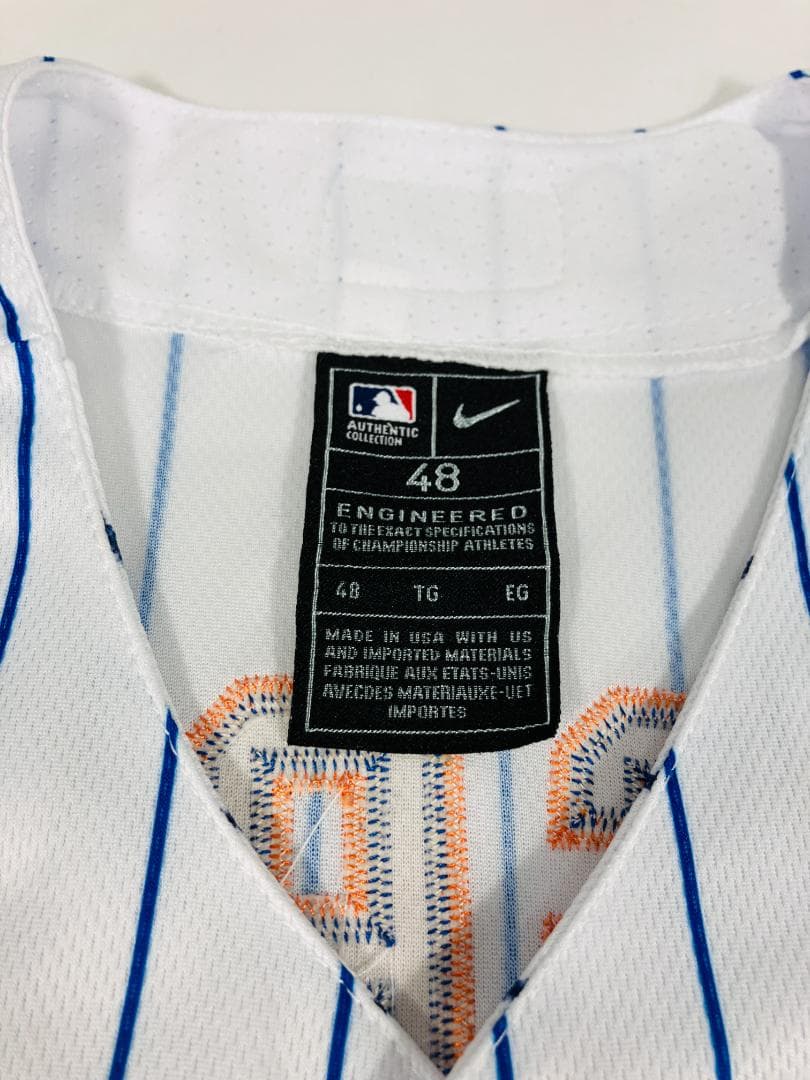 AUTHENTIC
COLLECTION
48
ENGINEERED
TO THE EXACT SPECIFICATIONS
OF CHAMPIONSHIP ATHLETES
48 TG EG
MADE IN USA WITH US
AND IMPORTED MATERIALS
FABRIQUE AUX ETATS-UNIS
AVECDES MATERIAUXE-UET
IMPORTES